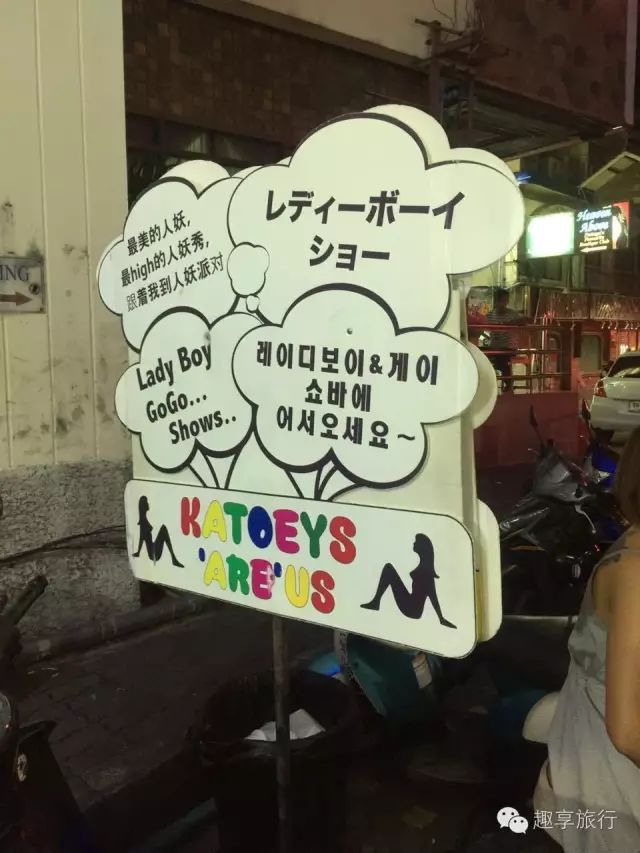 最美的人妖,
最high的人妖秀,
跟着我到人妖派对
レディーボーイ
ショー
Lady Boy
GoGo...
Shows..
레이디보이&게이
쇼바에
어서오세요~
KATOEYS
'ARE' US
ING
趣享旅行